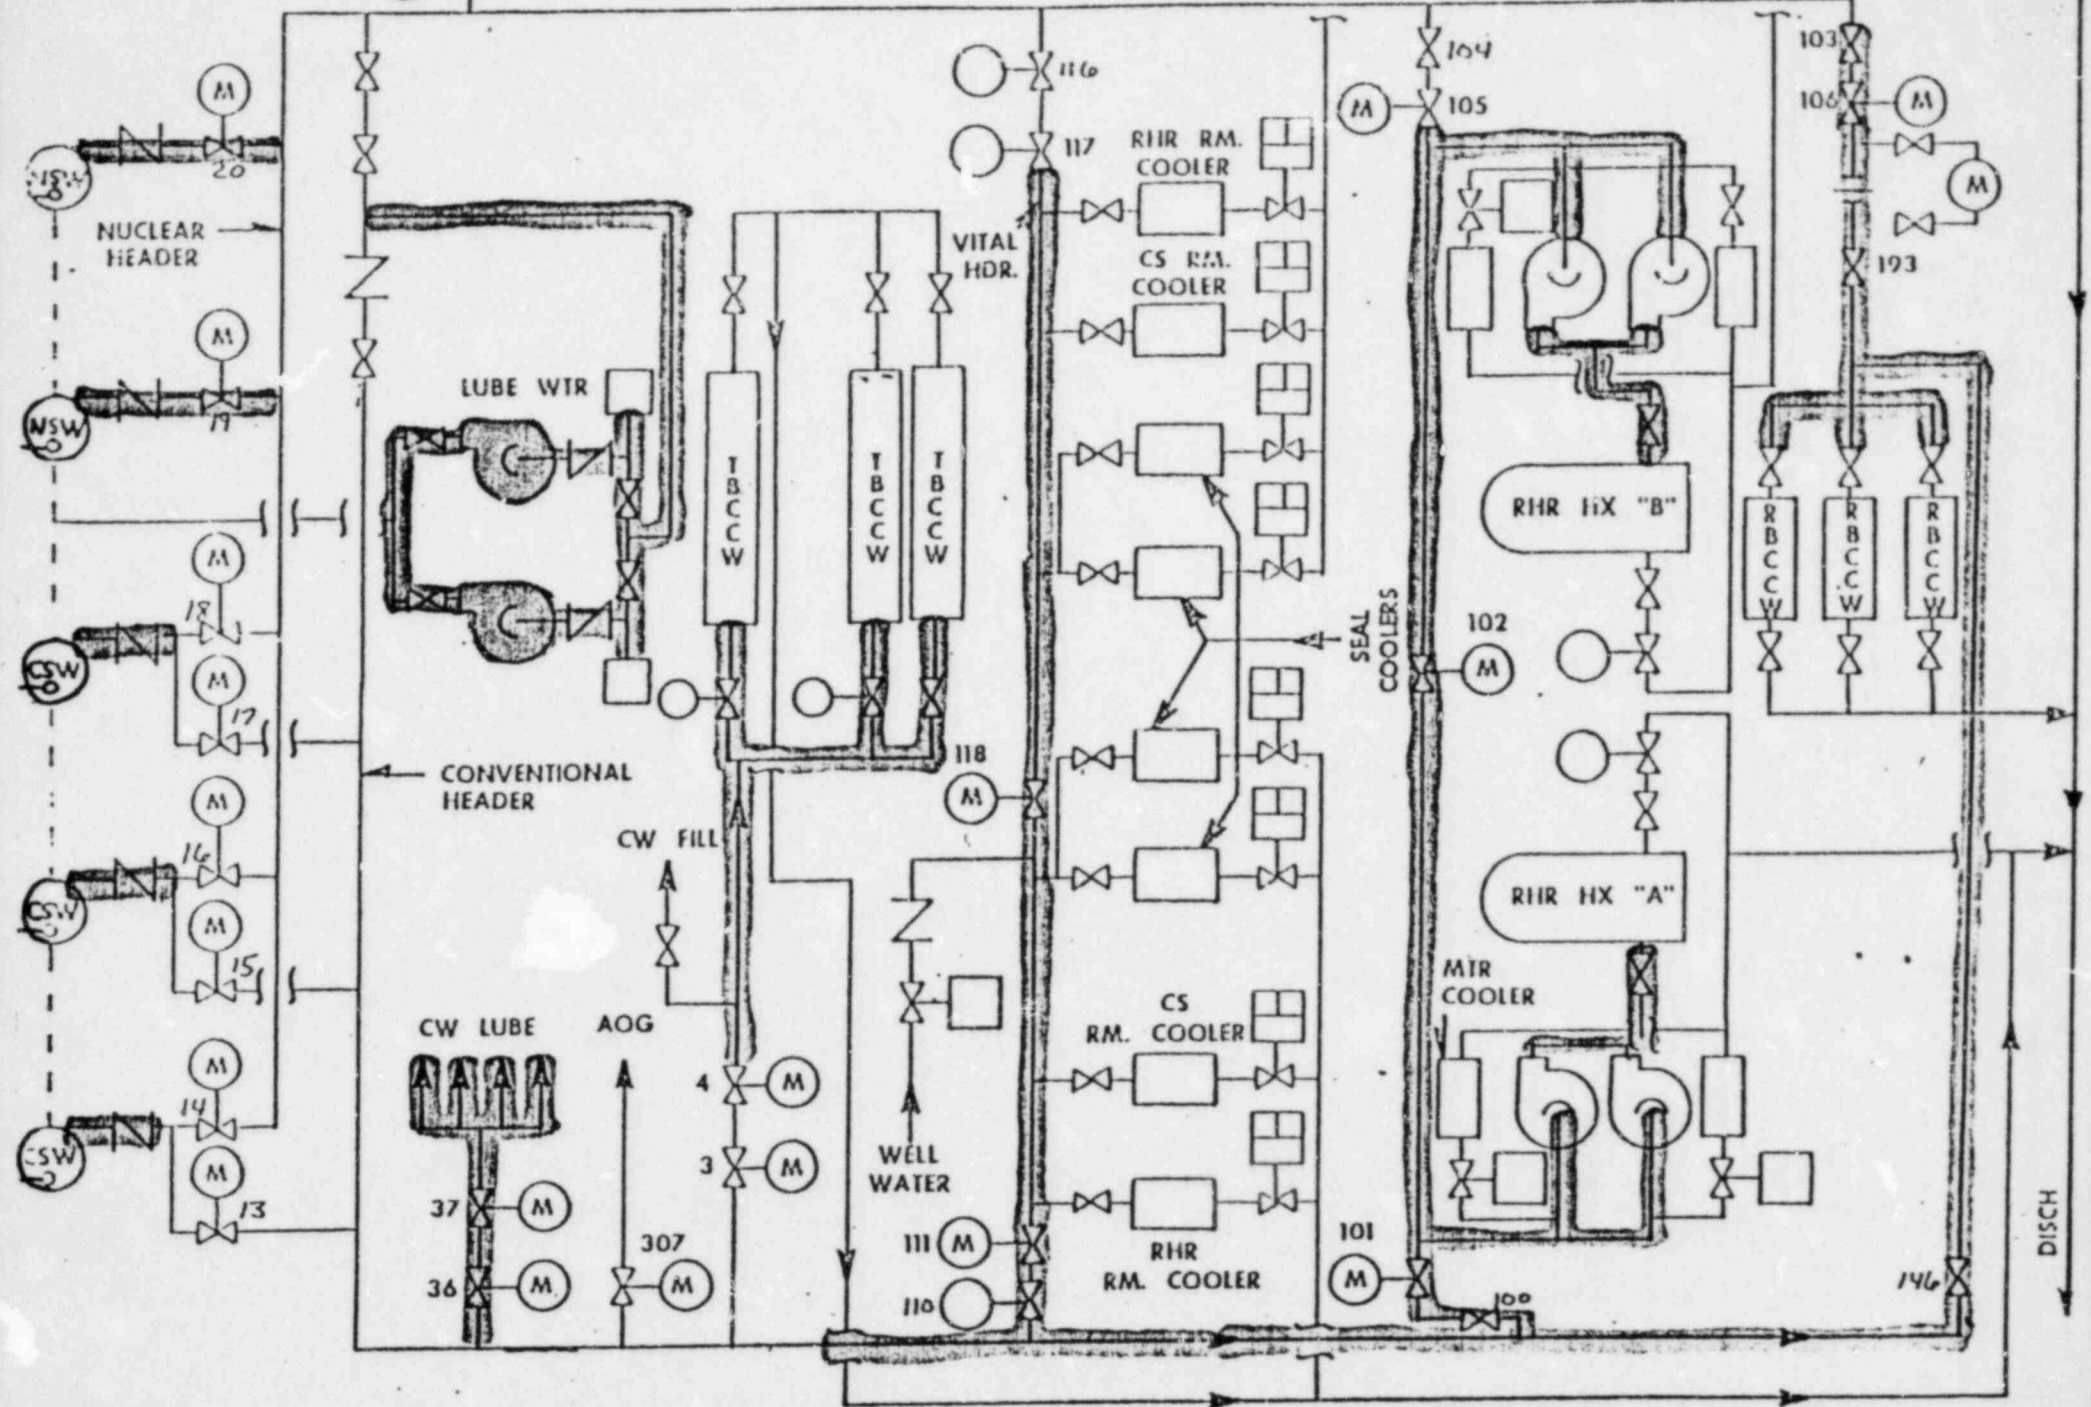 116
104
103
M
M
105
106
M
117
RHR RM.
COOLER
M
20
NSW
NUCLEAR
HEADER
VITAL
HDR.
CS RM.
COOLER
193
M
LUBE WTR
19
NSW
TBCCW
TBCCW
TBCCW
RHR HX "B"
RBCCW
RBCCW
RBCCW
M
18
CSW
SEAL
COOLERS
102
M
M
17
118
M
CONVENTIONAL
HEADER
M
16
CW FILL
CSW
RHR HX "A"
M
15
MTR
COOLER
CW LUBE
AOG
CS
RM. COOLER
M
14
4
M
3
M
WELL
WATER
M
13
37
M
307
111
M
RHR
RM. COOLER
101
M
DISCH
36
M
M
110
100
146